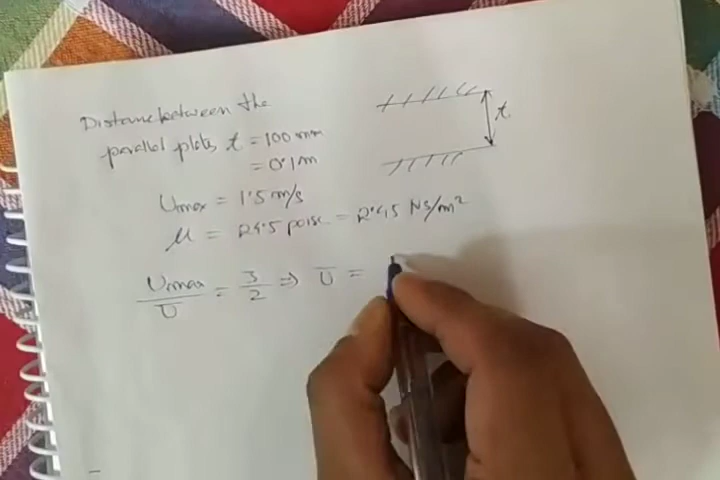 Distance between the
parallel plates, t = 100 mm
= 0.1m
t
Umax = 1.5 m/s
μ = 24.5 poise = 2.45 NS/m²
Umax / U̅ = 3/2 ⇒ U̅ =